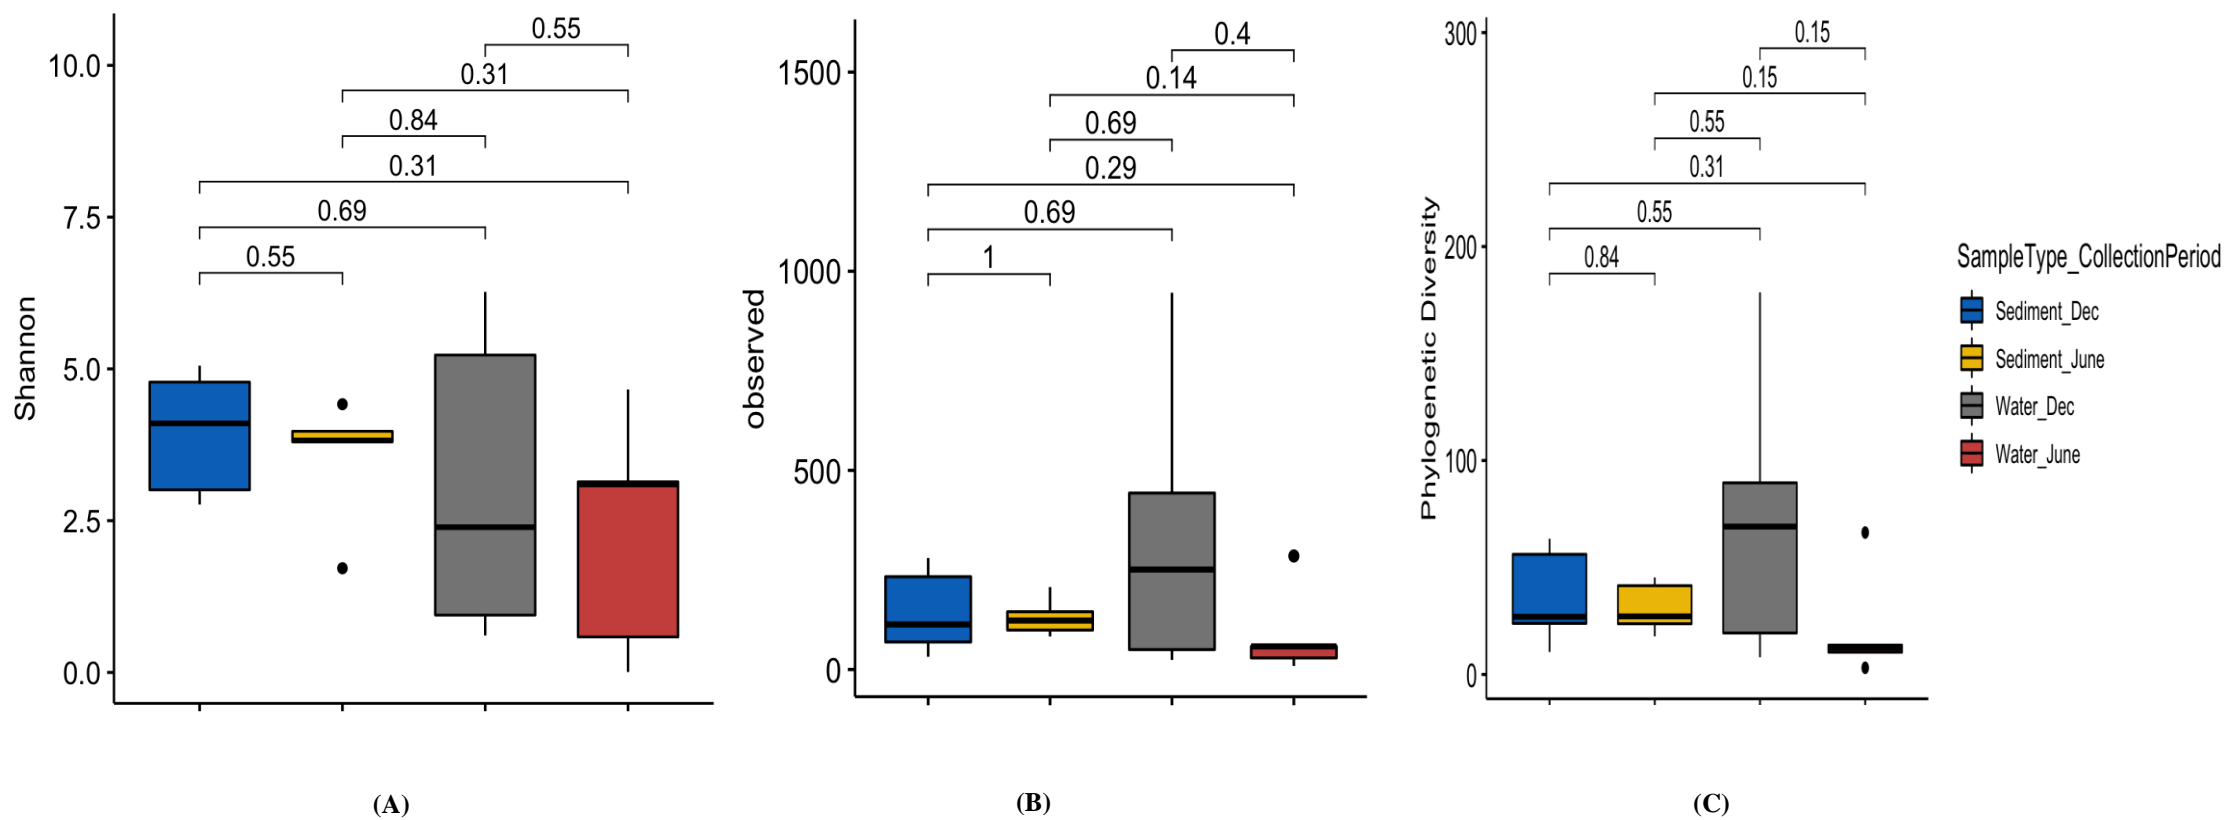 Shannon
10.0
7.5
5.0
2.5
0.0
0.55
0.31
0.84
0.31
0.69
0.55
(A)
observed
1500
1000
500
0
0.4
0.14
0.69
0.29
0.69
1
(B)
Phylogenetic Diversity
300
200
100
0
0.15
0.15
0.55
0.31
0.55
0.84
(C)
SampleType_CollectionPeriod
Sediment_Dec
Sediment_June
Water_Dec
Water_June